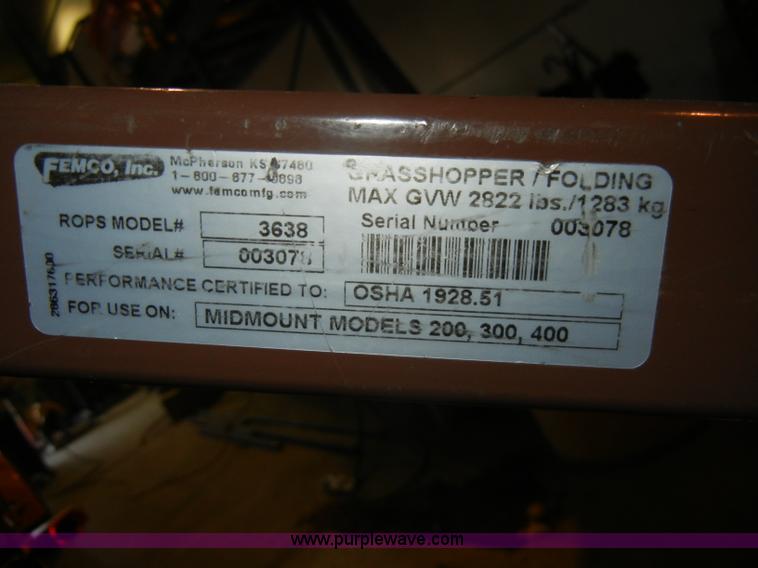 FEMCO, Inc.
McPherson KS 67460
1-800-677-9898
www.femcomfg.com
GRASSHOPPER / FOLDING
MAX GVW 2822 lbs./1283 kg
ROPS MODEL# 3638
Serial Number 003078
SERIAL# 003078
PERFORMANCE CERTIFIED TO: OSHA 1928.51
FOR USE ON: MIDMOUNT MODELS 200, 300, 400
www.purplewave.com